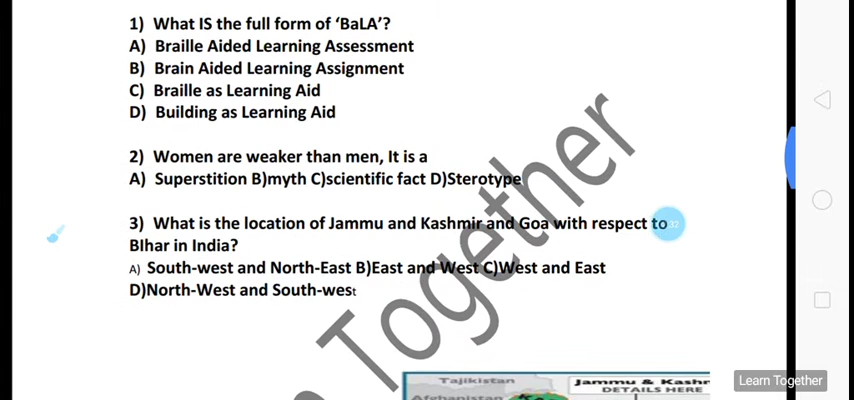 1) What IS the full form of ‘BaLA’?
A) Braille Aided Learning Assessment
B) Brain Aided Learning Assignment
C) Braille as Learning Aid
D) Building as Learning Aid
2) Women are weaker than men, It is a
A) Superstition B)myth C)scientific fact D)Sterotype
3) What is the location of Jammu and Kashmir and Goa with respect to
BIhar in India?
A) South-west and North-East B)East and West C)West and East
D)North-West and South-west
Together
Tajikistan
Jammu & Kashr
DETAILS HERE
Afghanistan
Learn Together